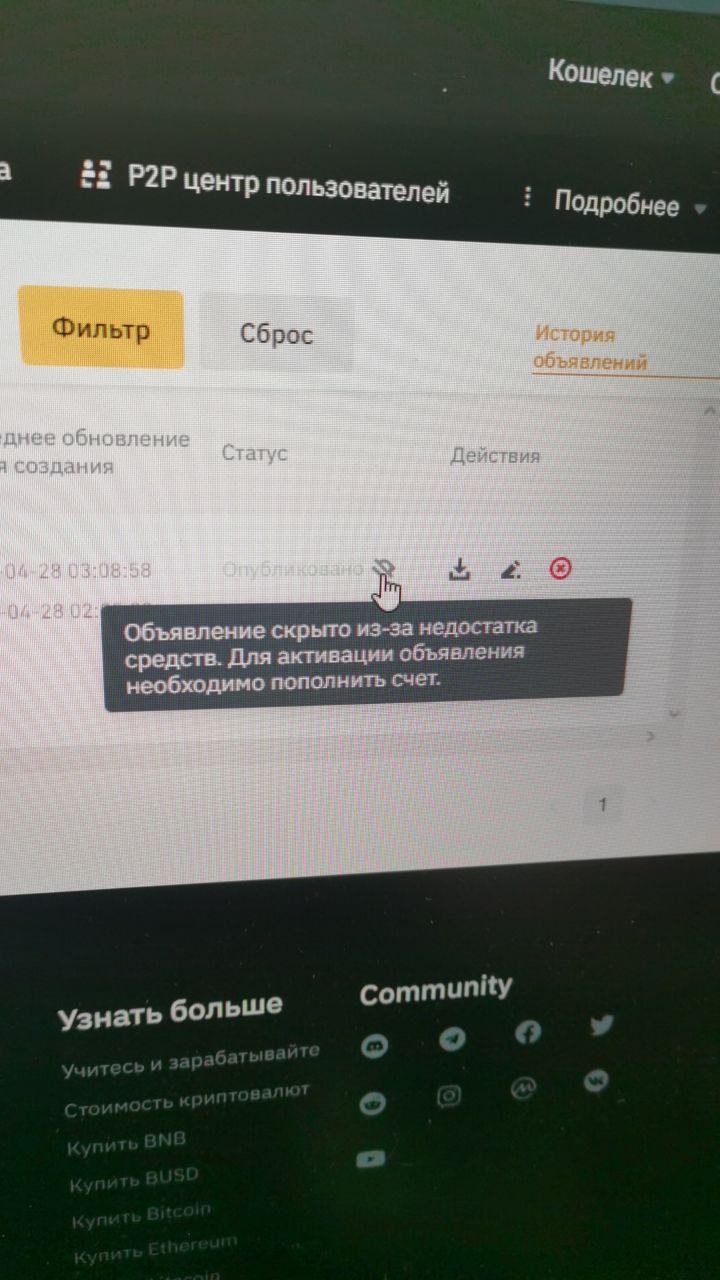 Кошелек
а
P2P центр пользователей
Подробнее
Фильтр
Сброс
История
объявлений
днее обновление
я создания
Статус
Действия
-04-28 03:08:58
Опубликовано
-04-28 02:
Объявление скрыто из-за недостатка
средств. Для активации объявления
необходимо пополнить счет.
1
Узнать больше
Community
Учитесь и зарабатывайте
Стоимость криптовалют
Купить BNB
Купить BUSD
Купить Bitcoin
Купить Ethereum